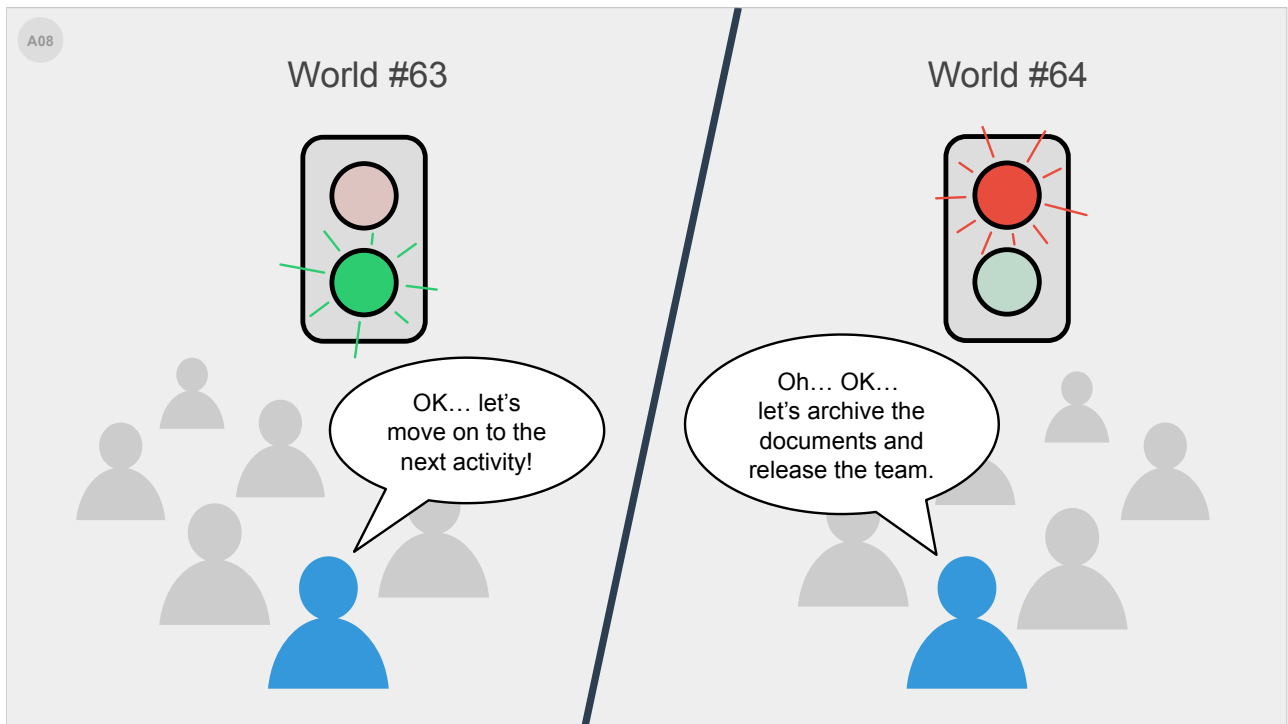 A08
World #63
World #64
OK… let’s
move on to the
next activity!
Oh… OK…
let’s archive the
documents and
release the team.